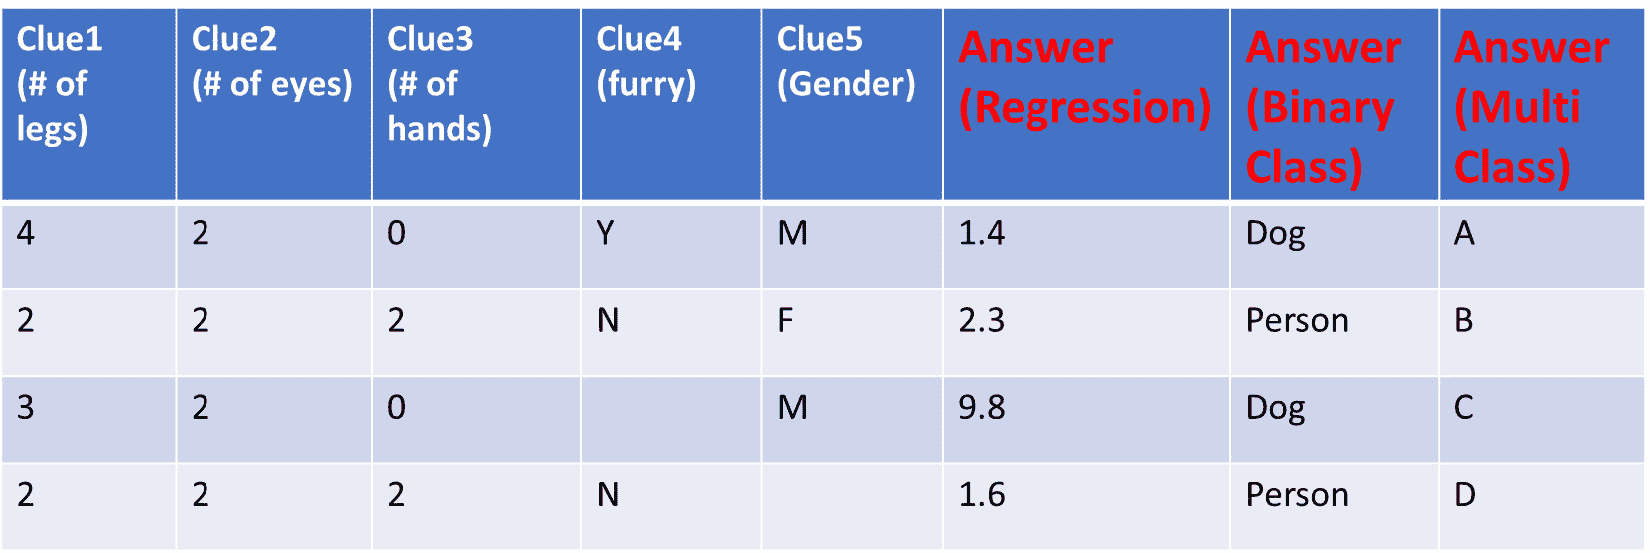 Clue1
(# of
legs)
Clue2
(# of eyes)
Clue3
(# of
hands)
Clue4
(furry)
Clue5
(Gender)
Answer
(Regression)
Answer
(Binary
Class)
Answer
(Multi
Class)
4 2 0 Y M 1.4 Dog A
2 2 2 N F 2.3 Person B
3 2 0 M 9.8 Dog C
2 2 2 N 1.6 Person D